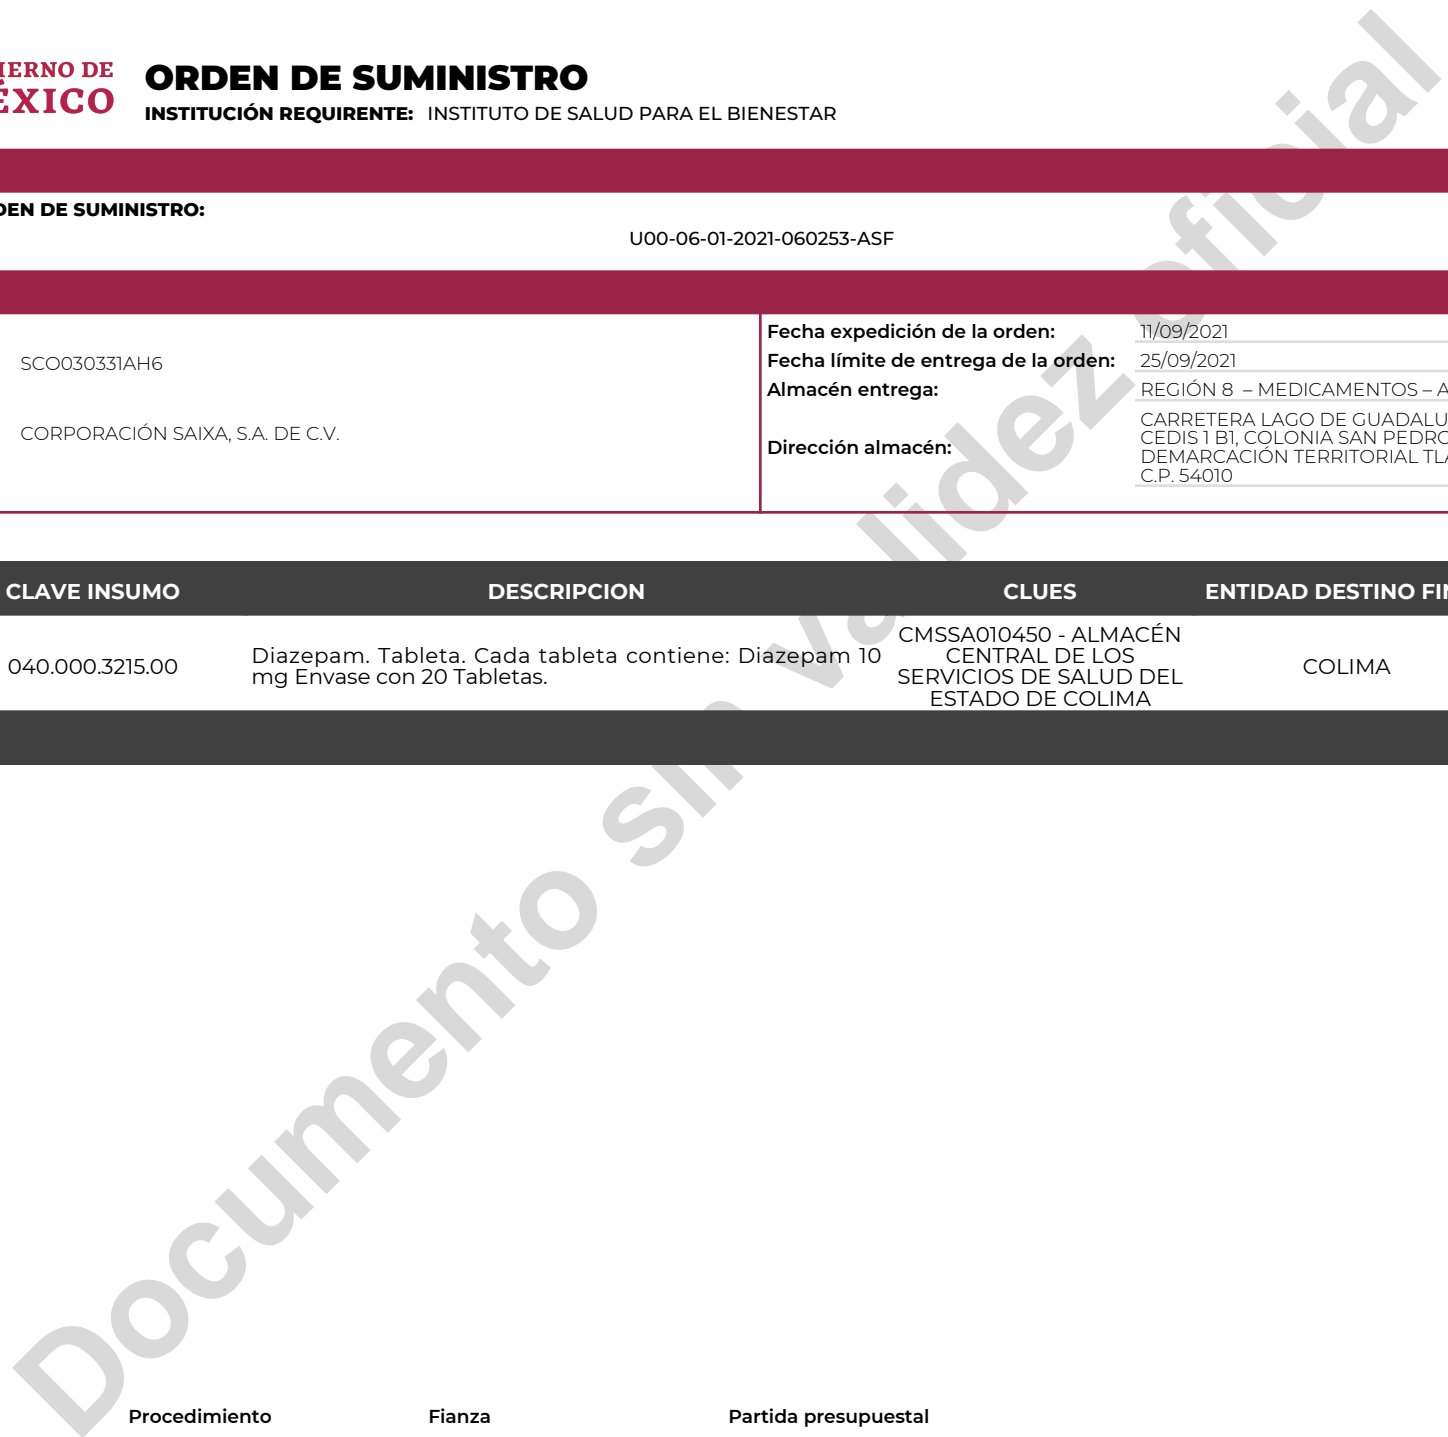 IERNO DE
ÉXICO
ORDEN DE SUMINISTRO
INSTITUCIÓN REQUIRENTE: INSTITUTO DE SALUD PARA EL BIENESTAR
DEN DE SUMINISTRO:
U00-06-01-2021-060253-ASF
SCO030331AH6
CORPORACIÓN SAIXA, S.A. DE C.V.
Fecha expedición de la orden: 11/09/2021
Fecha límite de entrega de la orden: 25/09/2021
Almacén entrega: REGIÓN 8 – MEDICAMENTOS – A
Dirección almacén:
CARRETERA LAGO DE GUADALU
CEDIS 1 B1, COLONIA SAN PEDRO
DEMARCACIÓN TERRITORIAL TLA
C.P. 54010
CLAVE INSUMO DESCRIPCION CLUES ENTIDAD DESTINO FIN
040.000.3215.00
Diazepam. Tableta. Cada tableta contiene: Diazepam 10
mg Envase con 20 Tabletas.
CMSSA010450 - ALMACÉN
CENTRAL DE LOS
SERVICIOS DE SALUD DEL
ESTADO DE COLIMA
COLIMA
Documento sin validez oficial
Procedimiento Fianza Partida presupuestal